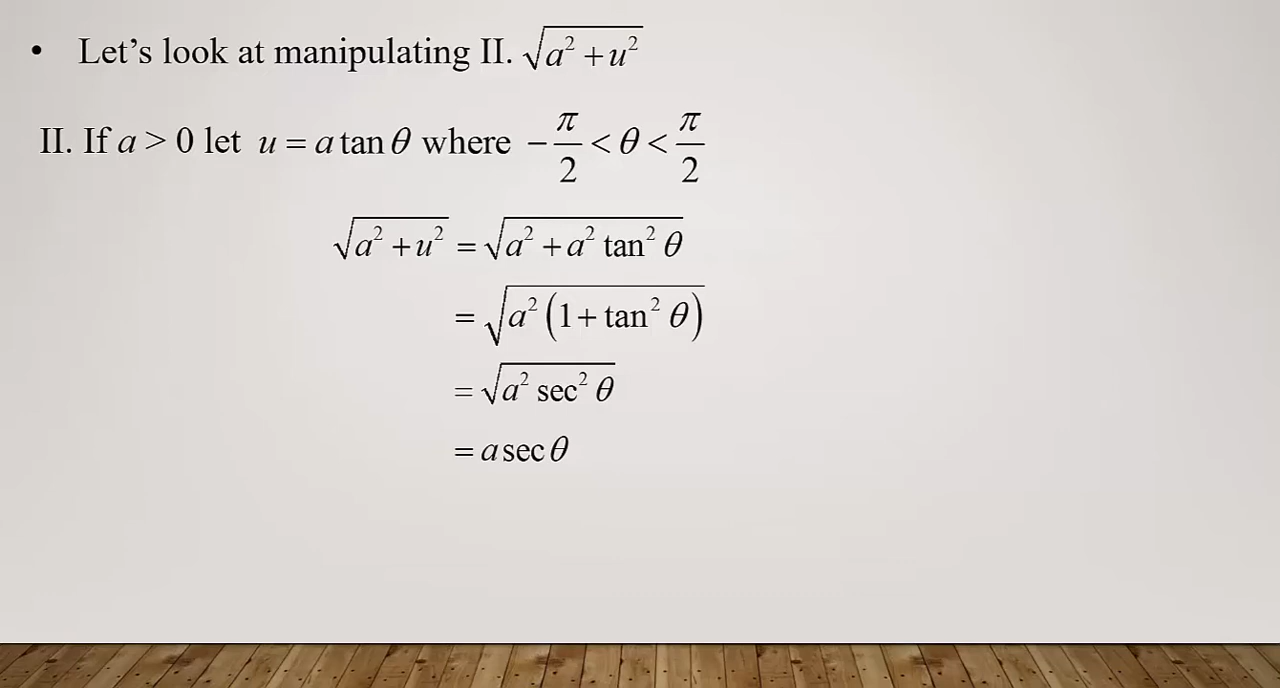 • Let’s look at manipulating II. √(a² + u²)
II. If a > 0 let u = a tan θ where −π/2 < θ < π/2
√(a² + u²) = √(a² + a² tan² θ)
= √(a² (1 + tan² θ))
= √(a² sec² θ)
= a sec θ